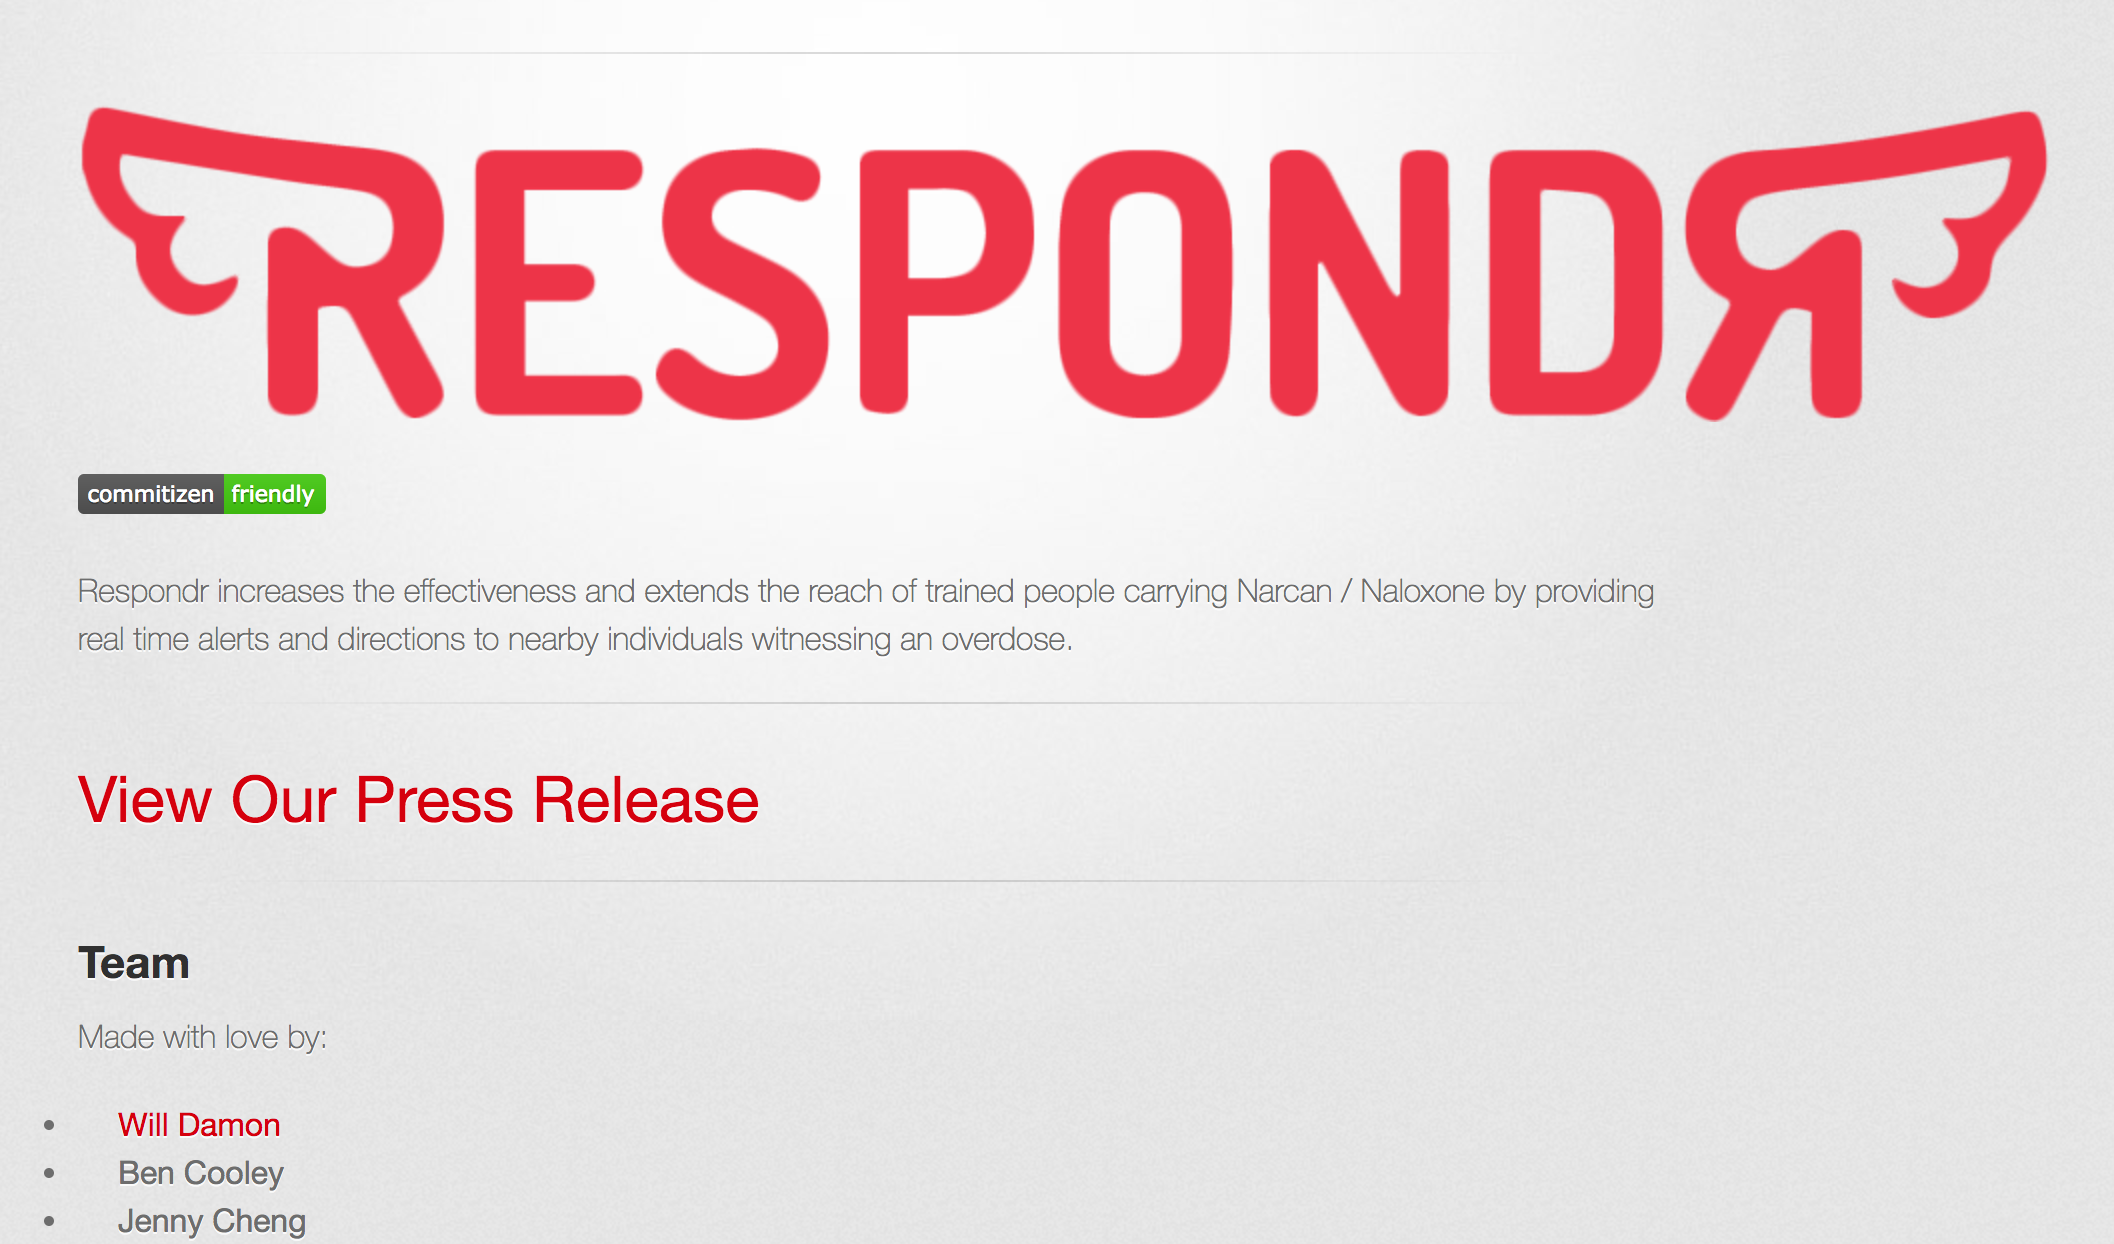 RESPONDR
commitizen friendly
Respondr increases the effectiveness and extends the reach of trained people carrying Narcan / Naloxone by providing
real time alerts and directions to nearby individuals witnessing an overdose.
View Our Press Release
Team
Made with love by:
• Will Damon
• Ben Cooley
• Jenny Cheng